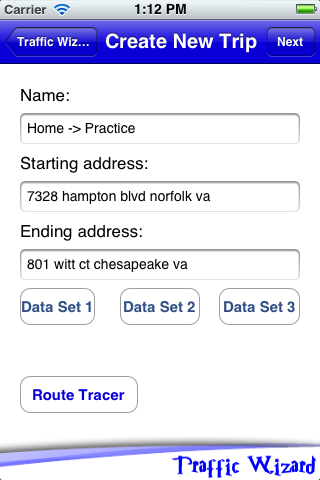 Carrier 1:12 PM
Traffic Wiz... Create New Trip Next
Name:
Home -> Practice
Starting address:
7328 hampton blvd norfolk va
Ending address:
801 witt ct chesapeake va
Data Set 1 Data Set 2 Data Set 3
Route Tracer
Traffic Wizard